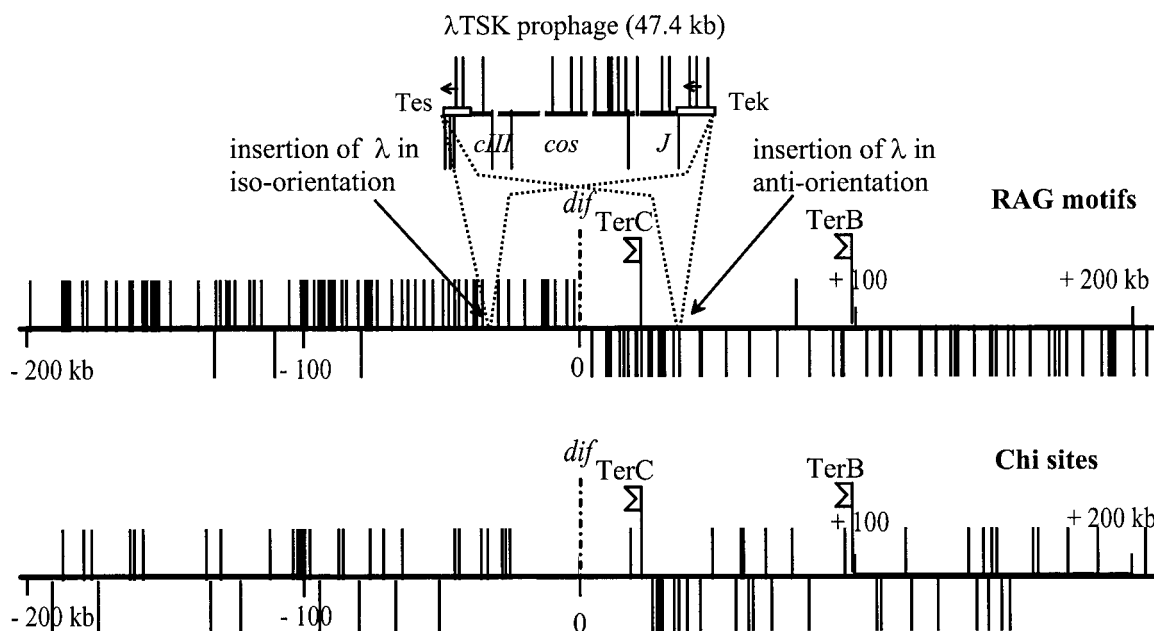 λTSK prophage (47.4 kb)
Tes
Tek
cIII
cos
J
insertion of λ in
iso-orientation
insertion of λ in
anti-orientation
RAG motifs
dif
TerC
TerB
+ 100
+ 200 kb
- 200 kb
- 100
0
Chi sites
dif
TerC
TerB
+ 100
+ 200 kb
- 200 kb
- 100
0